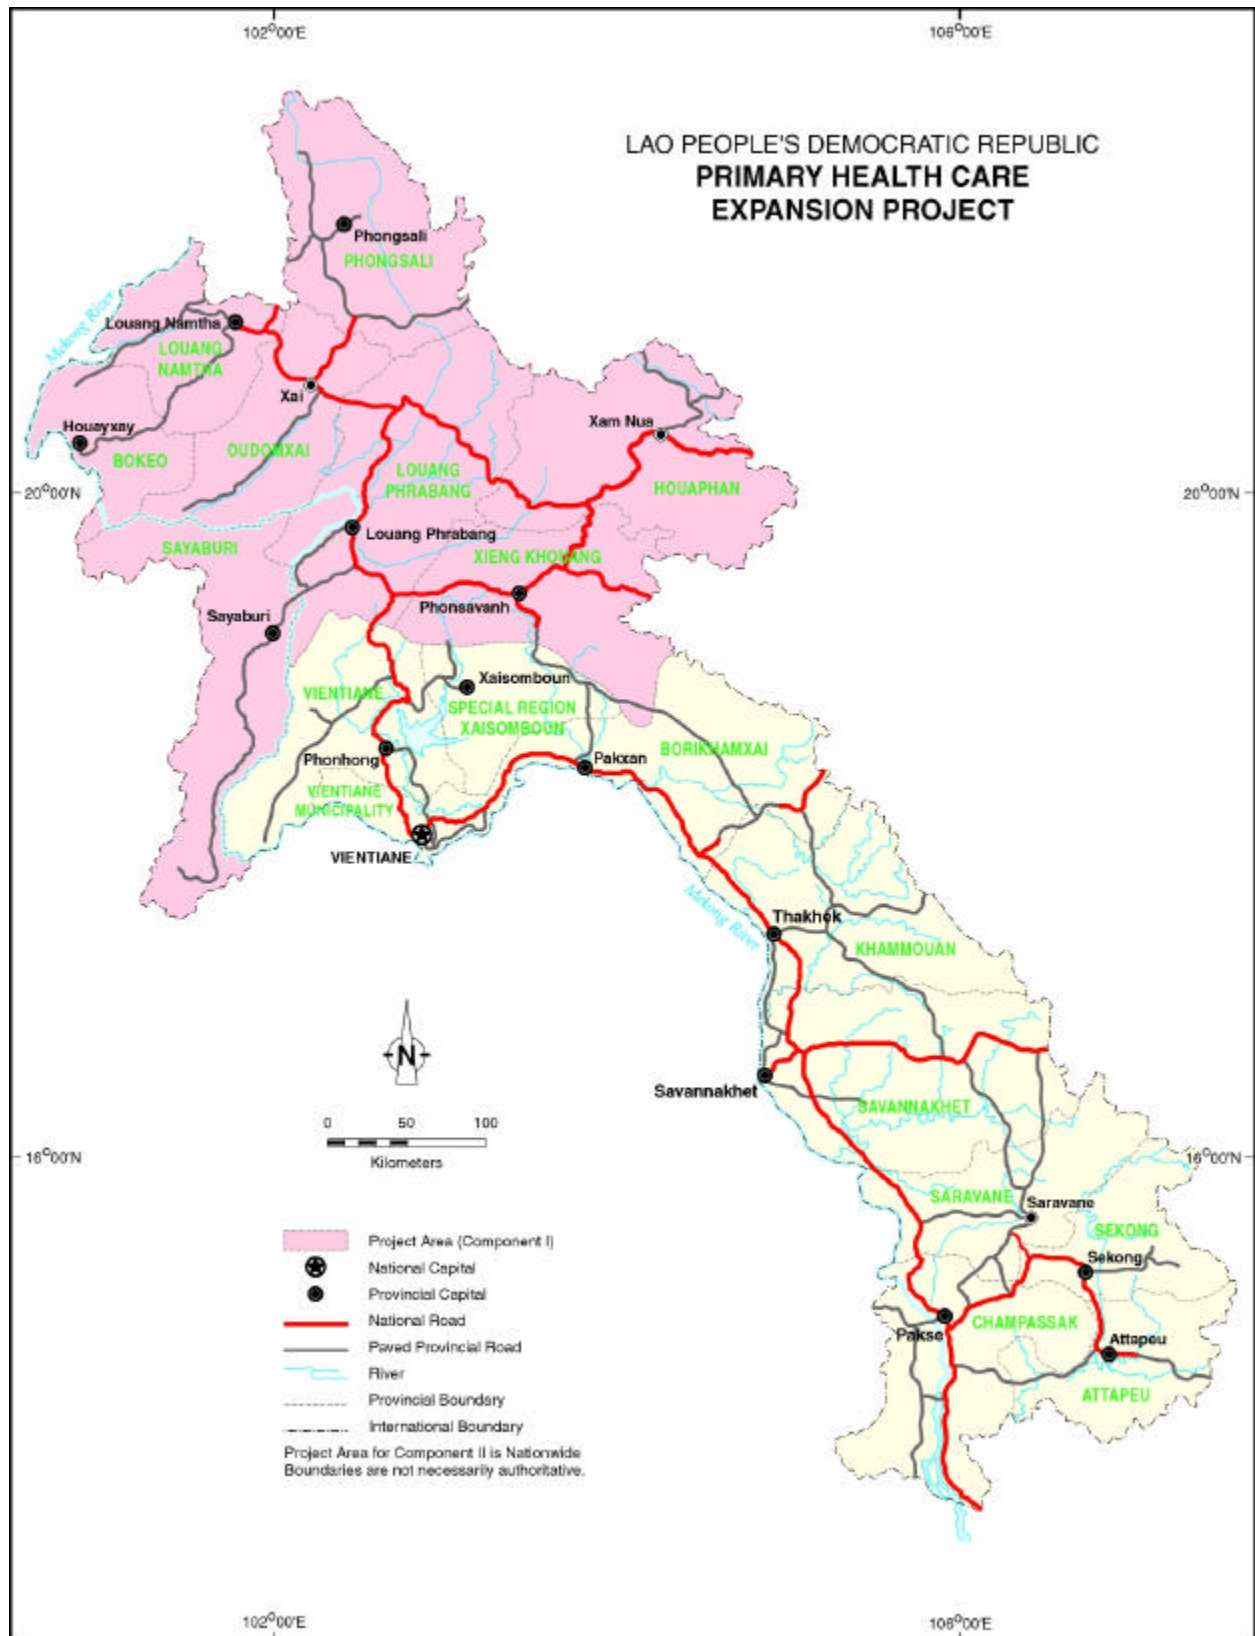 102°00'E
106°00'E
LAO PEOPLE'S DEMOCRATIC REPUBLIC
PRIMARY HEALTH CARE
EXPANSION PROJECT
Phongsali
PHONGSALI
Mekong River
Louang Namtha
LOUANG
NAMTHA
Xai
Houayxay
BOKEO
OUDOMXAI
Xam Nua
LOUANG
PHRABANG
HOUAPHAN
20°00'N
20°00'N
Louang Phrabang
SAYABURI
XIENG KHOUANG
Phonsavanh
Sayaburi
Xaisomboun
VIENTIANE
SPECIAL REGION
XAISOMBOUN
BORIKHAMXAI
Phonhong
Pakxan
VIENTIANE
MUNICIPALITY
VIENTIANE
Mekong River
Thakhek
KHAMMOUAN
N
Savannakhet
SAVANNAKHET
0 50 100
Kilometers
16°00'N
16°00'N
SARAVANE
Saravane
SEKONG
Sekong
Project Area (Component I)
National Capital
Provincial Capital
National Road
Paved Provincial Road
River
Provincial Boundary
International Boundary
Project Area for Component II is Nationwide
Boundaries are not necessarily authoritative.
Pakse
CHAMPASSAK
Attapeu
ATTAPEU
102°00'E
106°00'E